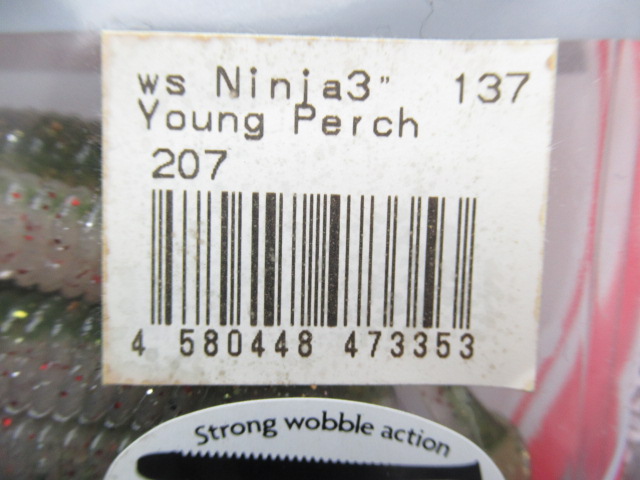 ws Ninja3" 137
Young Perch
207
4 580448 473353
Strong wobble action